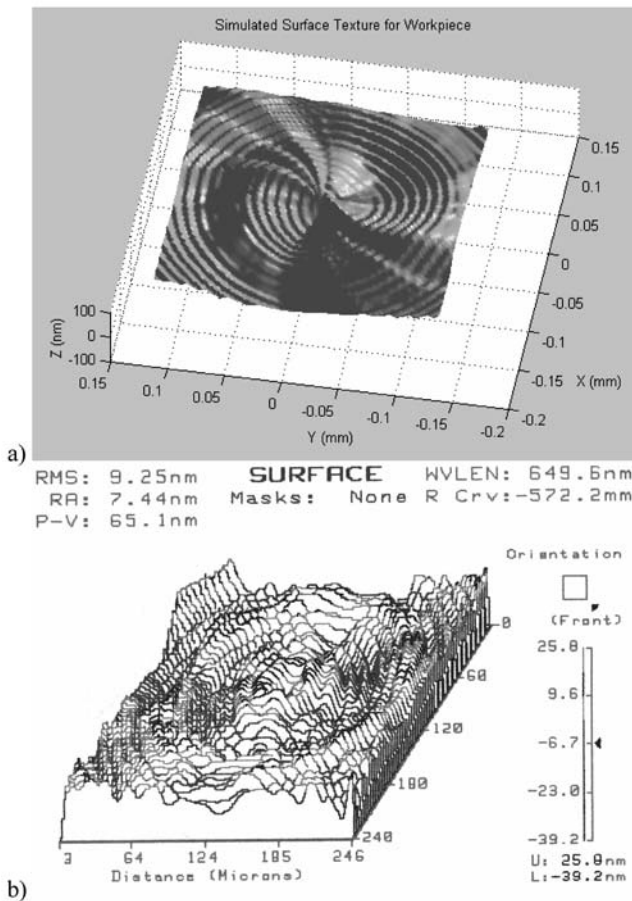 a)
Simulated Surface Texture for Workpiece
Z (nm)
100
0
-100
0.15
0.1
0.05
0
-0.05
-0.1
-0.15
-0.2
Y (mm)
0.15
0.1
0.05
0
-0.05
-0.1
-0.15
X (mm)
-0.2
RMS: 9.25nm SURFACE WVLEN: 649.6nm
RA: 7.44nm Masks: None R Crv:-572.2mm
P-V: 65.1nm
Orientation
(Front)
0
60
120
180
240
25.8
9.6
-6.7
-23.0
-39.2
64 124 185 246
Distance (Microns)
U: 25.8nm
L:-39.2nm
b)